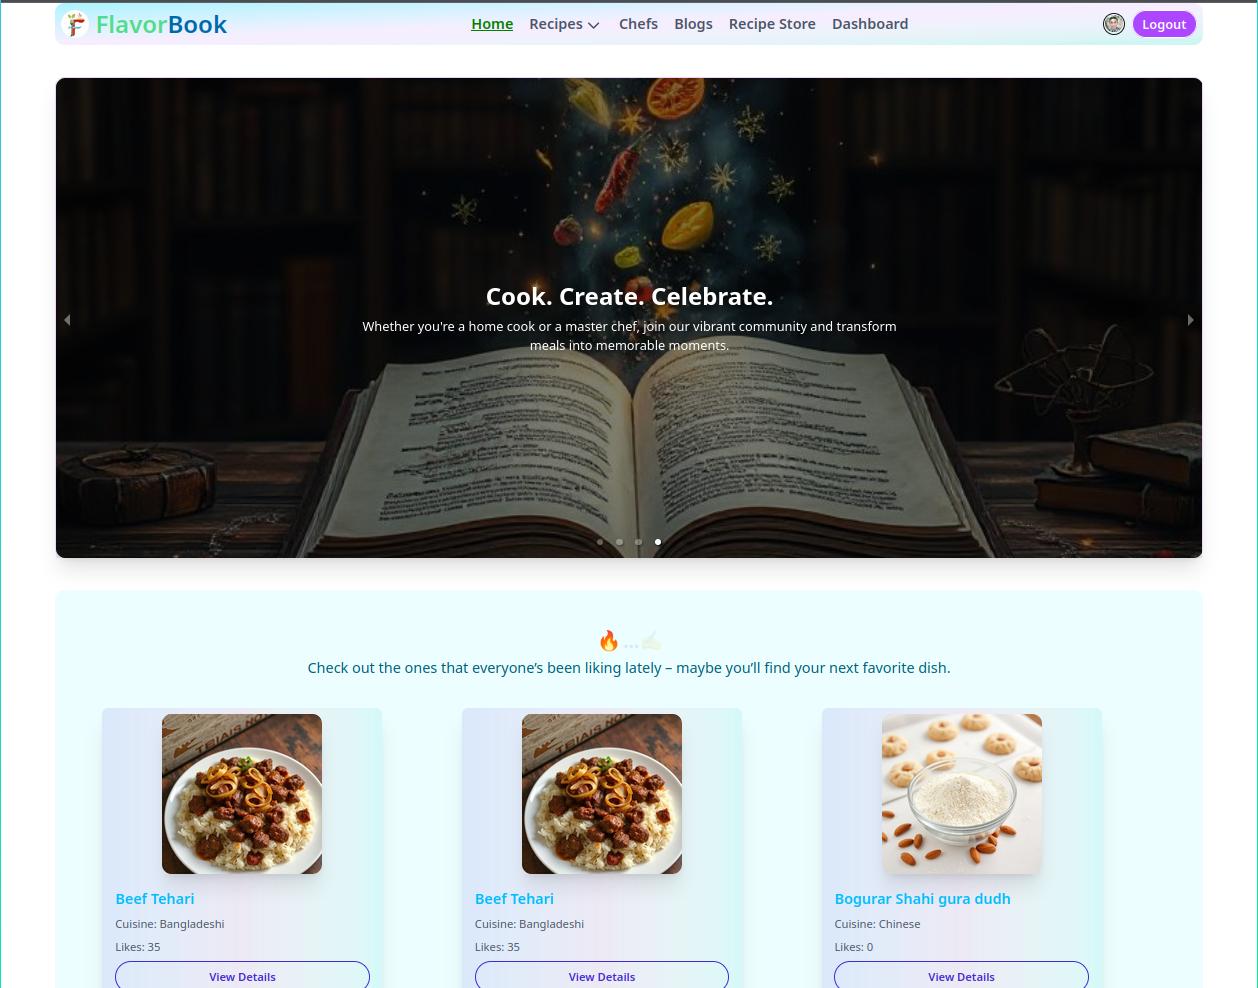 FlavorBook
Home Recipes Chefs Blogs Recipe Store Dashboard
Logout
Cook. Create. Celebrate.
Whether you're a home cook or a master chef, join our vibrant community and transform
meals into memorable moments.
🔥 ...✍️
Check out the ones that everyone’s been liking lately – maybe you’ll find your next favorite dish.
Beef Tehari
Cuisine: Bangladeshi
Likes: 35
View Details
Beef Tehari
Cuisine: Bangladeshi
Likes: 35
View Details
Bogurar Shahi gura dudh
Cuisine: Chinese
Likes: 0
View Details